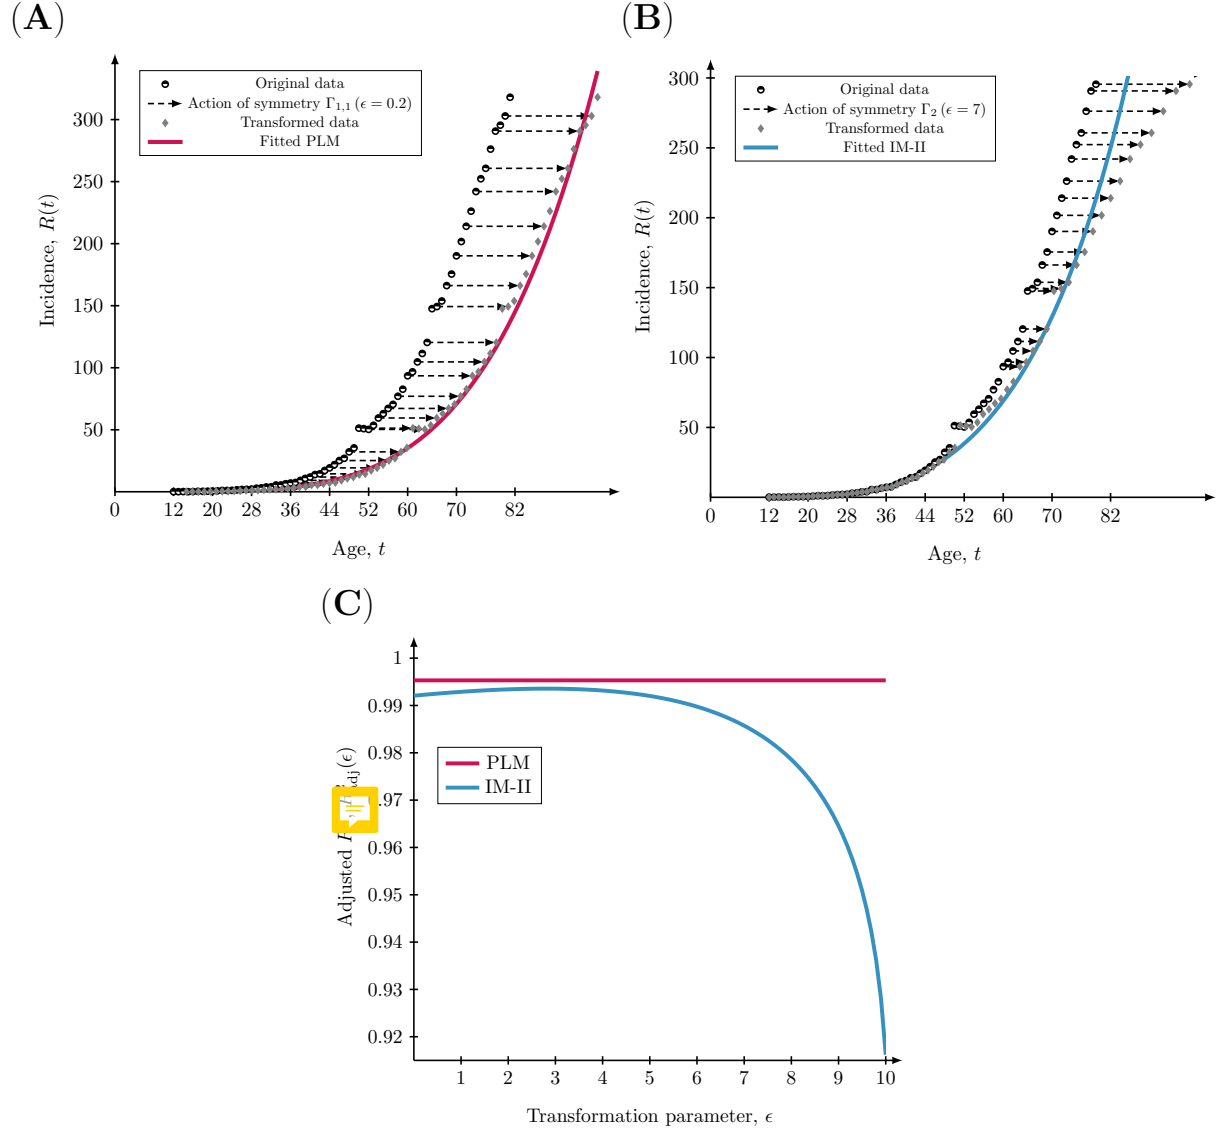 (A)
(B)
Original data
Action of symmetry Γ1,1 (ϵ = 0.2)
Transformed data
Fitted PLM
Incidence, R(t)
300
250
200
150
100
50
0
12
20
28
36
44
52
60
70
82
Age, t
Original data
Action of symmetry Γ2 (ϵ = 7)
Transformed data
Fitted IM-II
Incidence, R(t)
300
250
200
150
100
50
0
12
20
28
36
44
52
60
70
82
Age, t
(C)
PLM
IM-II
Adjusted adj(ϵ)
1
0.99
0.98
0.97
0.96
0.95
0.94
0.93
0.92
1
2
3
4
5
6
7
8
9
10
Transformation parameter, ϵ